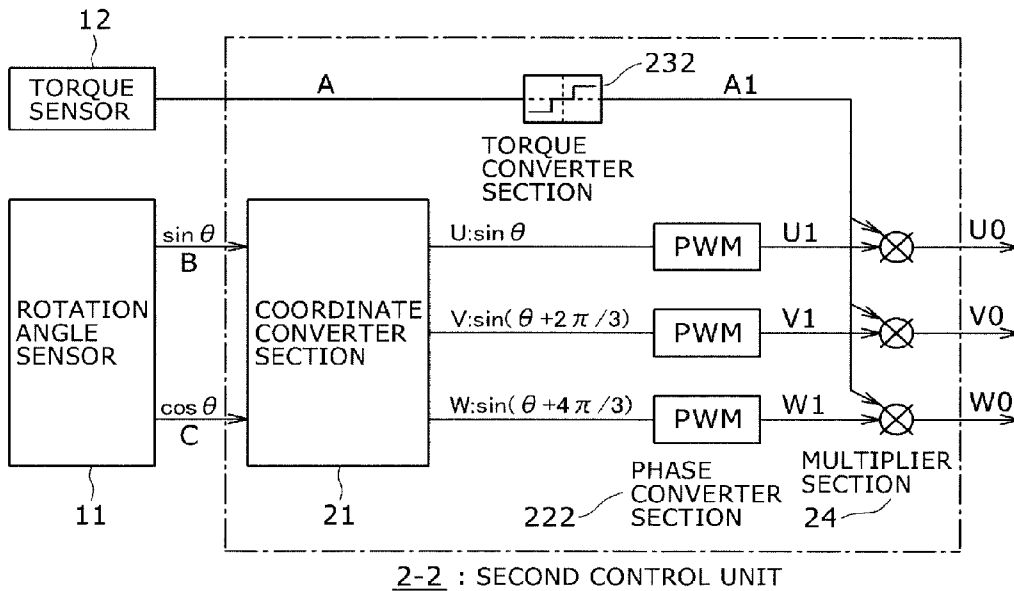 12
TORQUE
SENSOR
A
232
A1
TORQUE
CONVERTER
SECTION
sin θ
B
ROTATION
ANGLE
SENSOR
cos θ
C
11
COORDINATE
CONVERTER
SECTION
21
U:sin θ
PWM
U1
U0
V:sin(θ+2π/3)
PWM
V1
V0
W:sin(θ+4π/3)
PWM
W1
W0
PHASE
CONVERTER
SECTION
222
MULTIPLIER
SECTION
24
2-2 : SECOND CONTROL UNIT